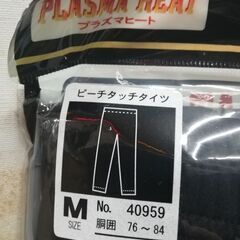 PLASMA HEAT
プラズマヒート
ピーチタッチタイツ
M
SIZE
No. 40959
胴囲 76～84